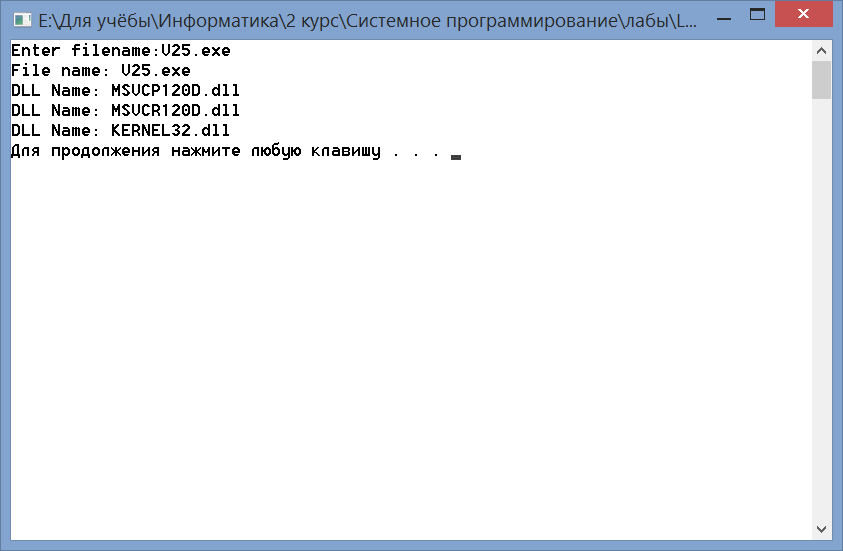 E:\Для учёбы\Информатика\2 курс\Системное программирование\лабы\L...
Enter filename:V25.exe
File name: V25.exe
DLL Name: MSVCP120D.dll
DLL Name: MSVCR120D.dll
DLL Name: KERNEL32.dll
Для продолжения нажмите любую клавишу . . .